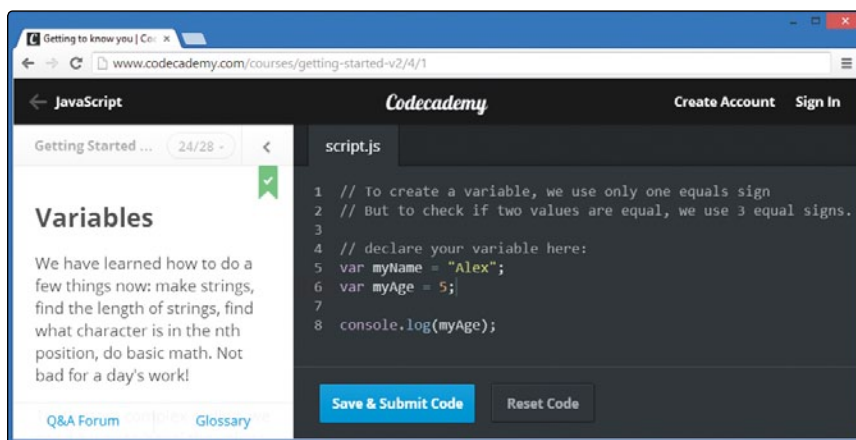 Getting to know you | Co
www.codecademy.com/courses/getting-started-v2/4/1
JavaScript
Codecademy
Create Account
Sign In
Getting Started ...
24/28
script.js
Variables
We have learned how to do a
few things now: make strings,
find the length of strings, find
what character is in the nth
position, do basic math. Not
bad for a day's work!
Q&A Forum
Glossary
1 // To create a variable, we use only one equals sign
2 // But to check if two values are equal, we use 3 equal signs.
3
4 // declare your variable here:
5 var myName = "Alex";
6 var myAge = 5;
7
8 console.log(myAge);
Save & Submit Code
Reset Code